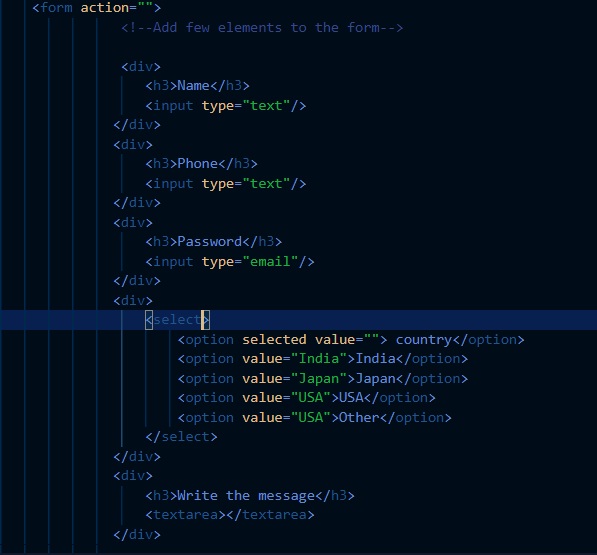 <form action="">
<!--Add few elements to the form-->
<div>
<h3>Name</h3>
<input type="text"/>
</div>
<div>
<h3>Phone</h3>
<input type="text"/>
</div>
<div>
<h3>Password</h3>
<input type="email"/>
</div>
<div>
<select>
<option selected value=""> country</option>
<option value="India">India</option>
<option value="Japan">Japan</option>
<option value="USA">USA</option>
<option value="USA">Other</option>
</select>
</div>
<div>
<h3>Write the message</h3>
<textarea></textarea>
</div>